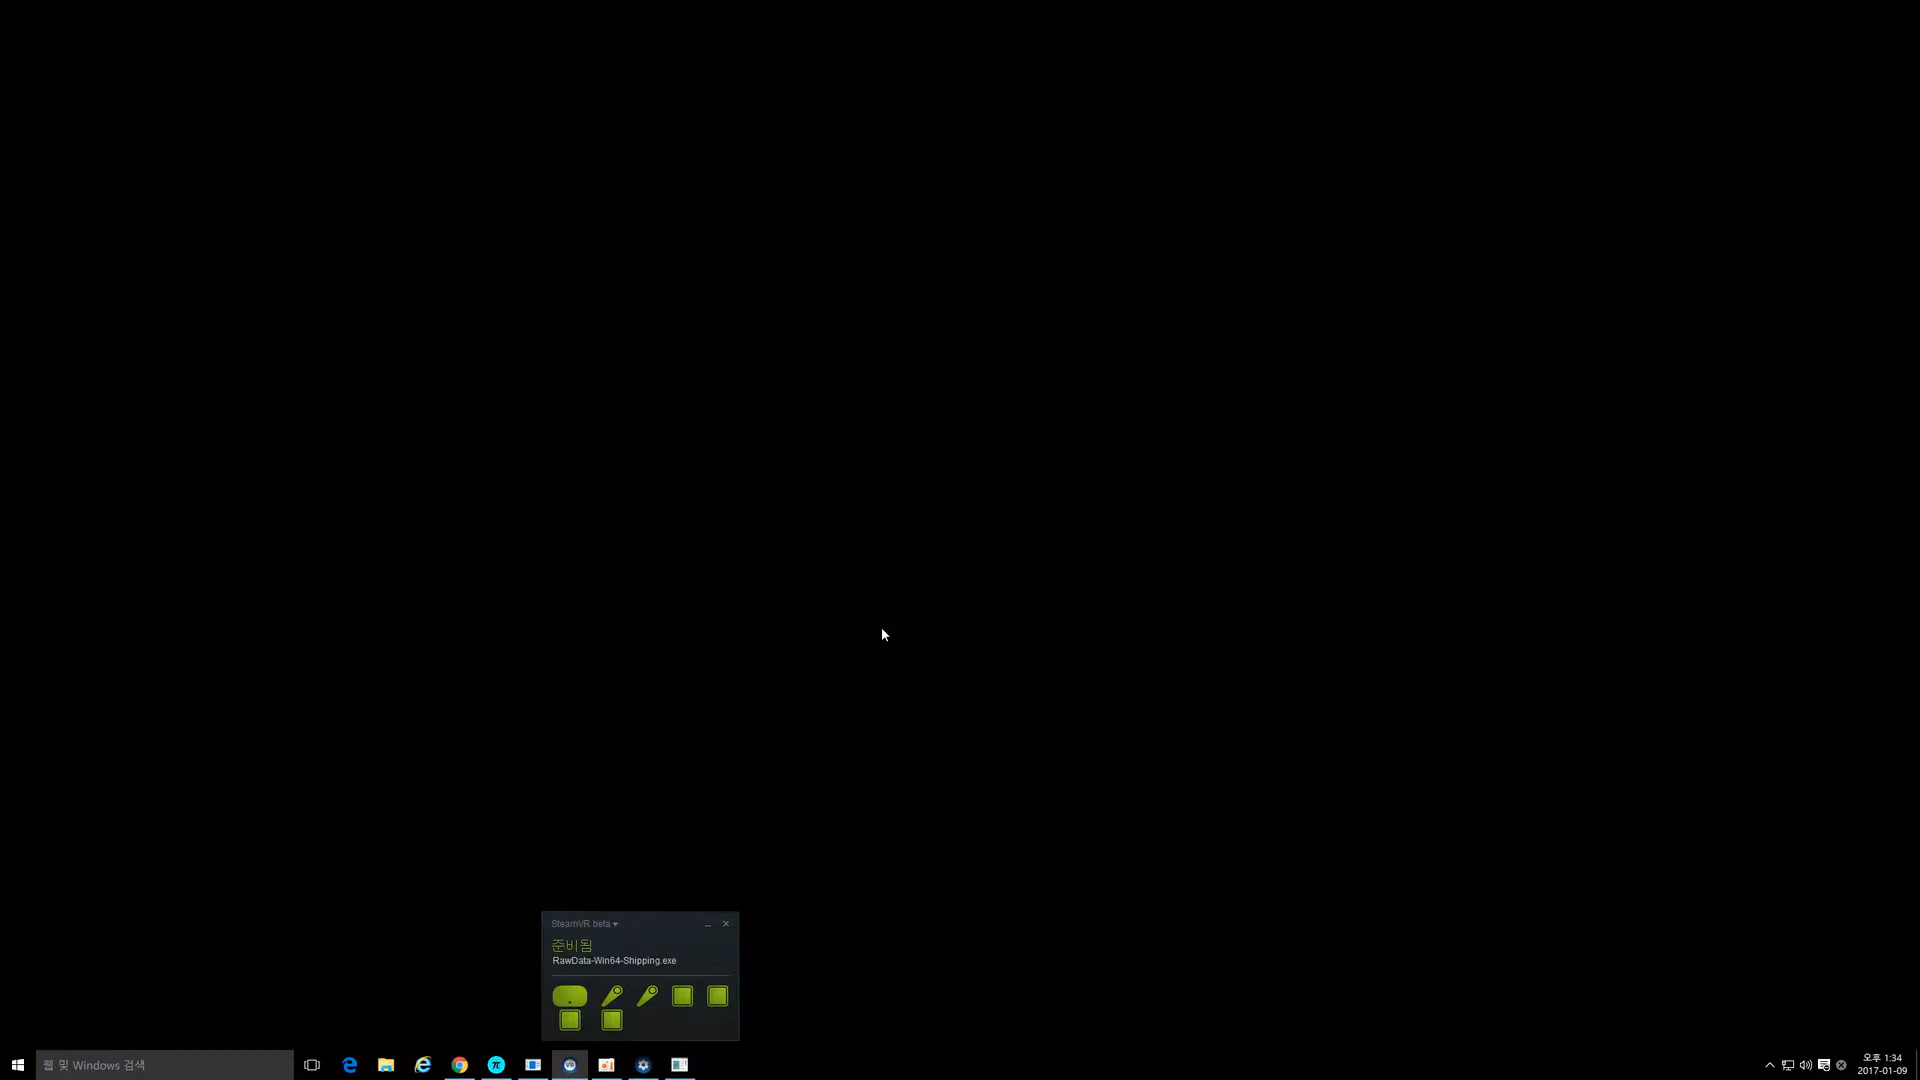 SteamVR beta
준비됨
RawData-Win64-Shipping.exe
웹 및 Windows 검색
오후 1:34
2017-01-09